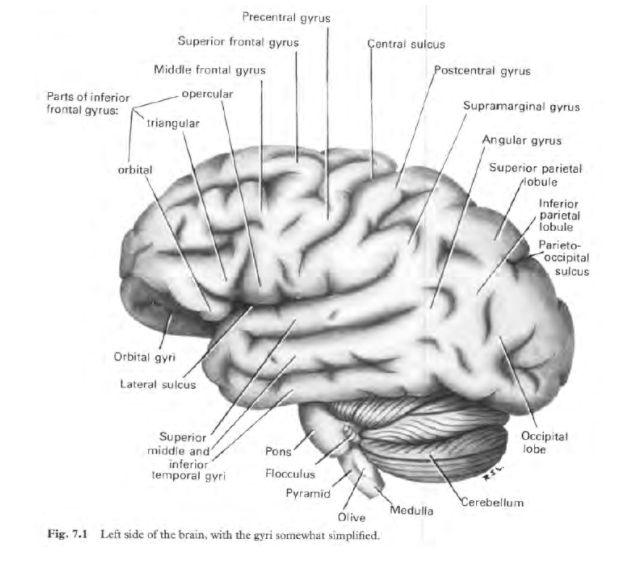 Precentral gyrus
Superior frontal gyrus
Central sulcus
Middle frontal gyrus
Postcentral gyrus
Parts of inferior
frontal gyrus:
opercular
Supramarginal gyrus
triangular
Angular gyrus
orbital
Superior parietal
lobule
Inferior
parietal
lobule
Parieto-
occipital
sulcus
Orbital gyri
Lateral sulcus
Superior
middle and
inferior
temporal gyri
Pons
Flocculus
Pyramid
Olive
Medulla
Cerebellum
Occipital
lobe
R.S.L.
Fig. 7.1 Left side of the brain, with the gyri somewhat simplified.